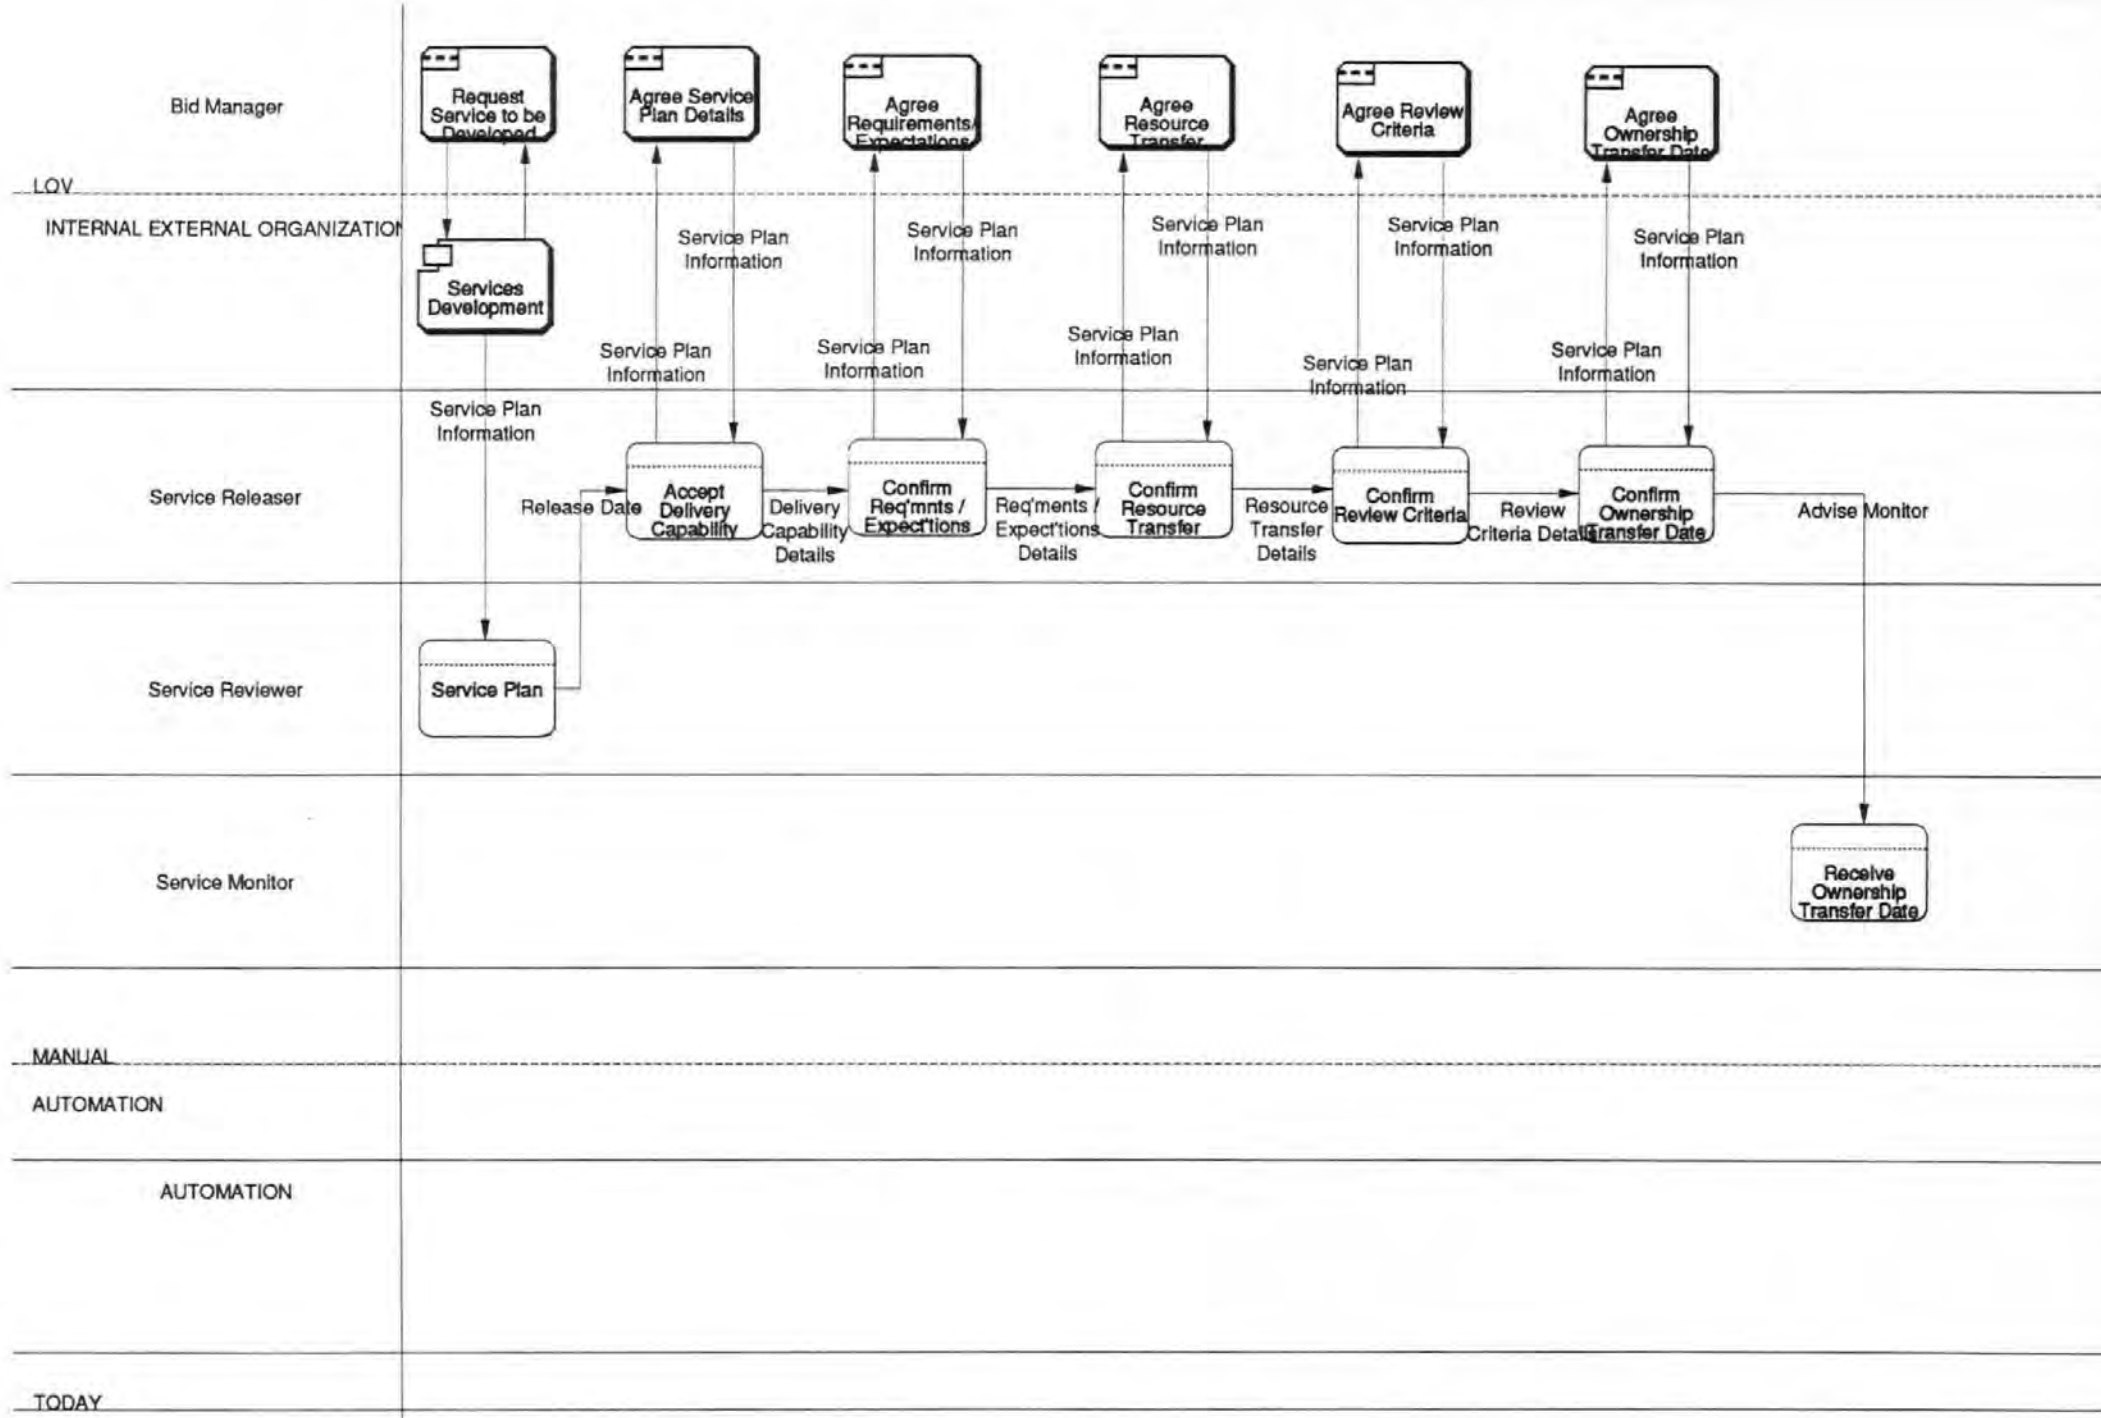 Bid Manager
Request
Service to be
Developed
Agree Service
Plan Details
Agree
Requirements/
Expectations
Agree
Resource
Transfer
Agree Review
Criteria
Agree
Ownership
Transfer Date
LOV
INTERNAL EXTERNAL ORGANIZATION
Services
Development
Service Plan
Information
Service Plan
Information
Service Plan
Information
Service Plan
Information
Service Plan
Information
Service Plan
Information
Service Plan
Information
Service Plan
Information
Service Plan
Information
Service Plan
Information
Service Plan
Information
Service Releaser
Release Date
Accept
Delivery
Capability
Delivery
Capability
Details
Confirm
Req'mnts /
Expect'tions
Req'ments /
Expect'tions
Details
Confirm
Resource
Transfer
Resource
Transfer
Details
Confirm
Review Criteria
Review
Criteria Details
Confirm
Ownership
Transfer Date
Advise Monitor
Service Reviewer
Service Plan
Service Monitor
Receive
Ownership
Transfer Date
MANUAL
AUTOMATION
AUTOMATION
TODAY